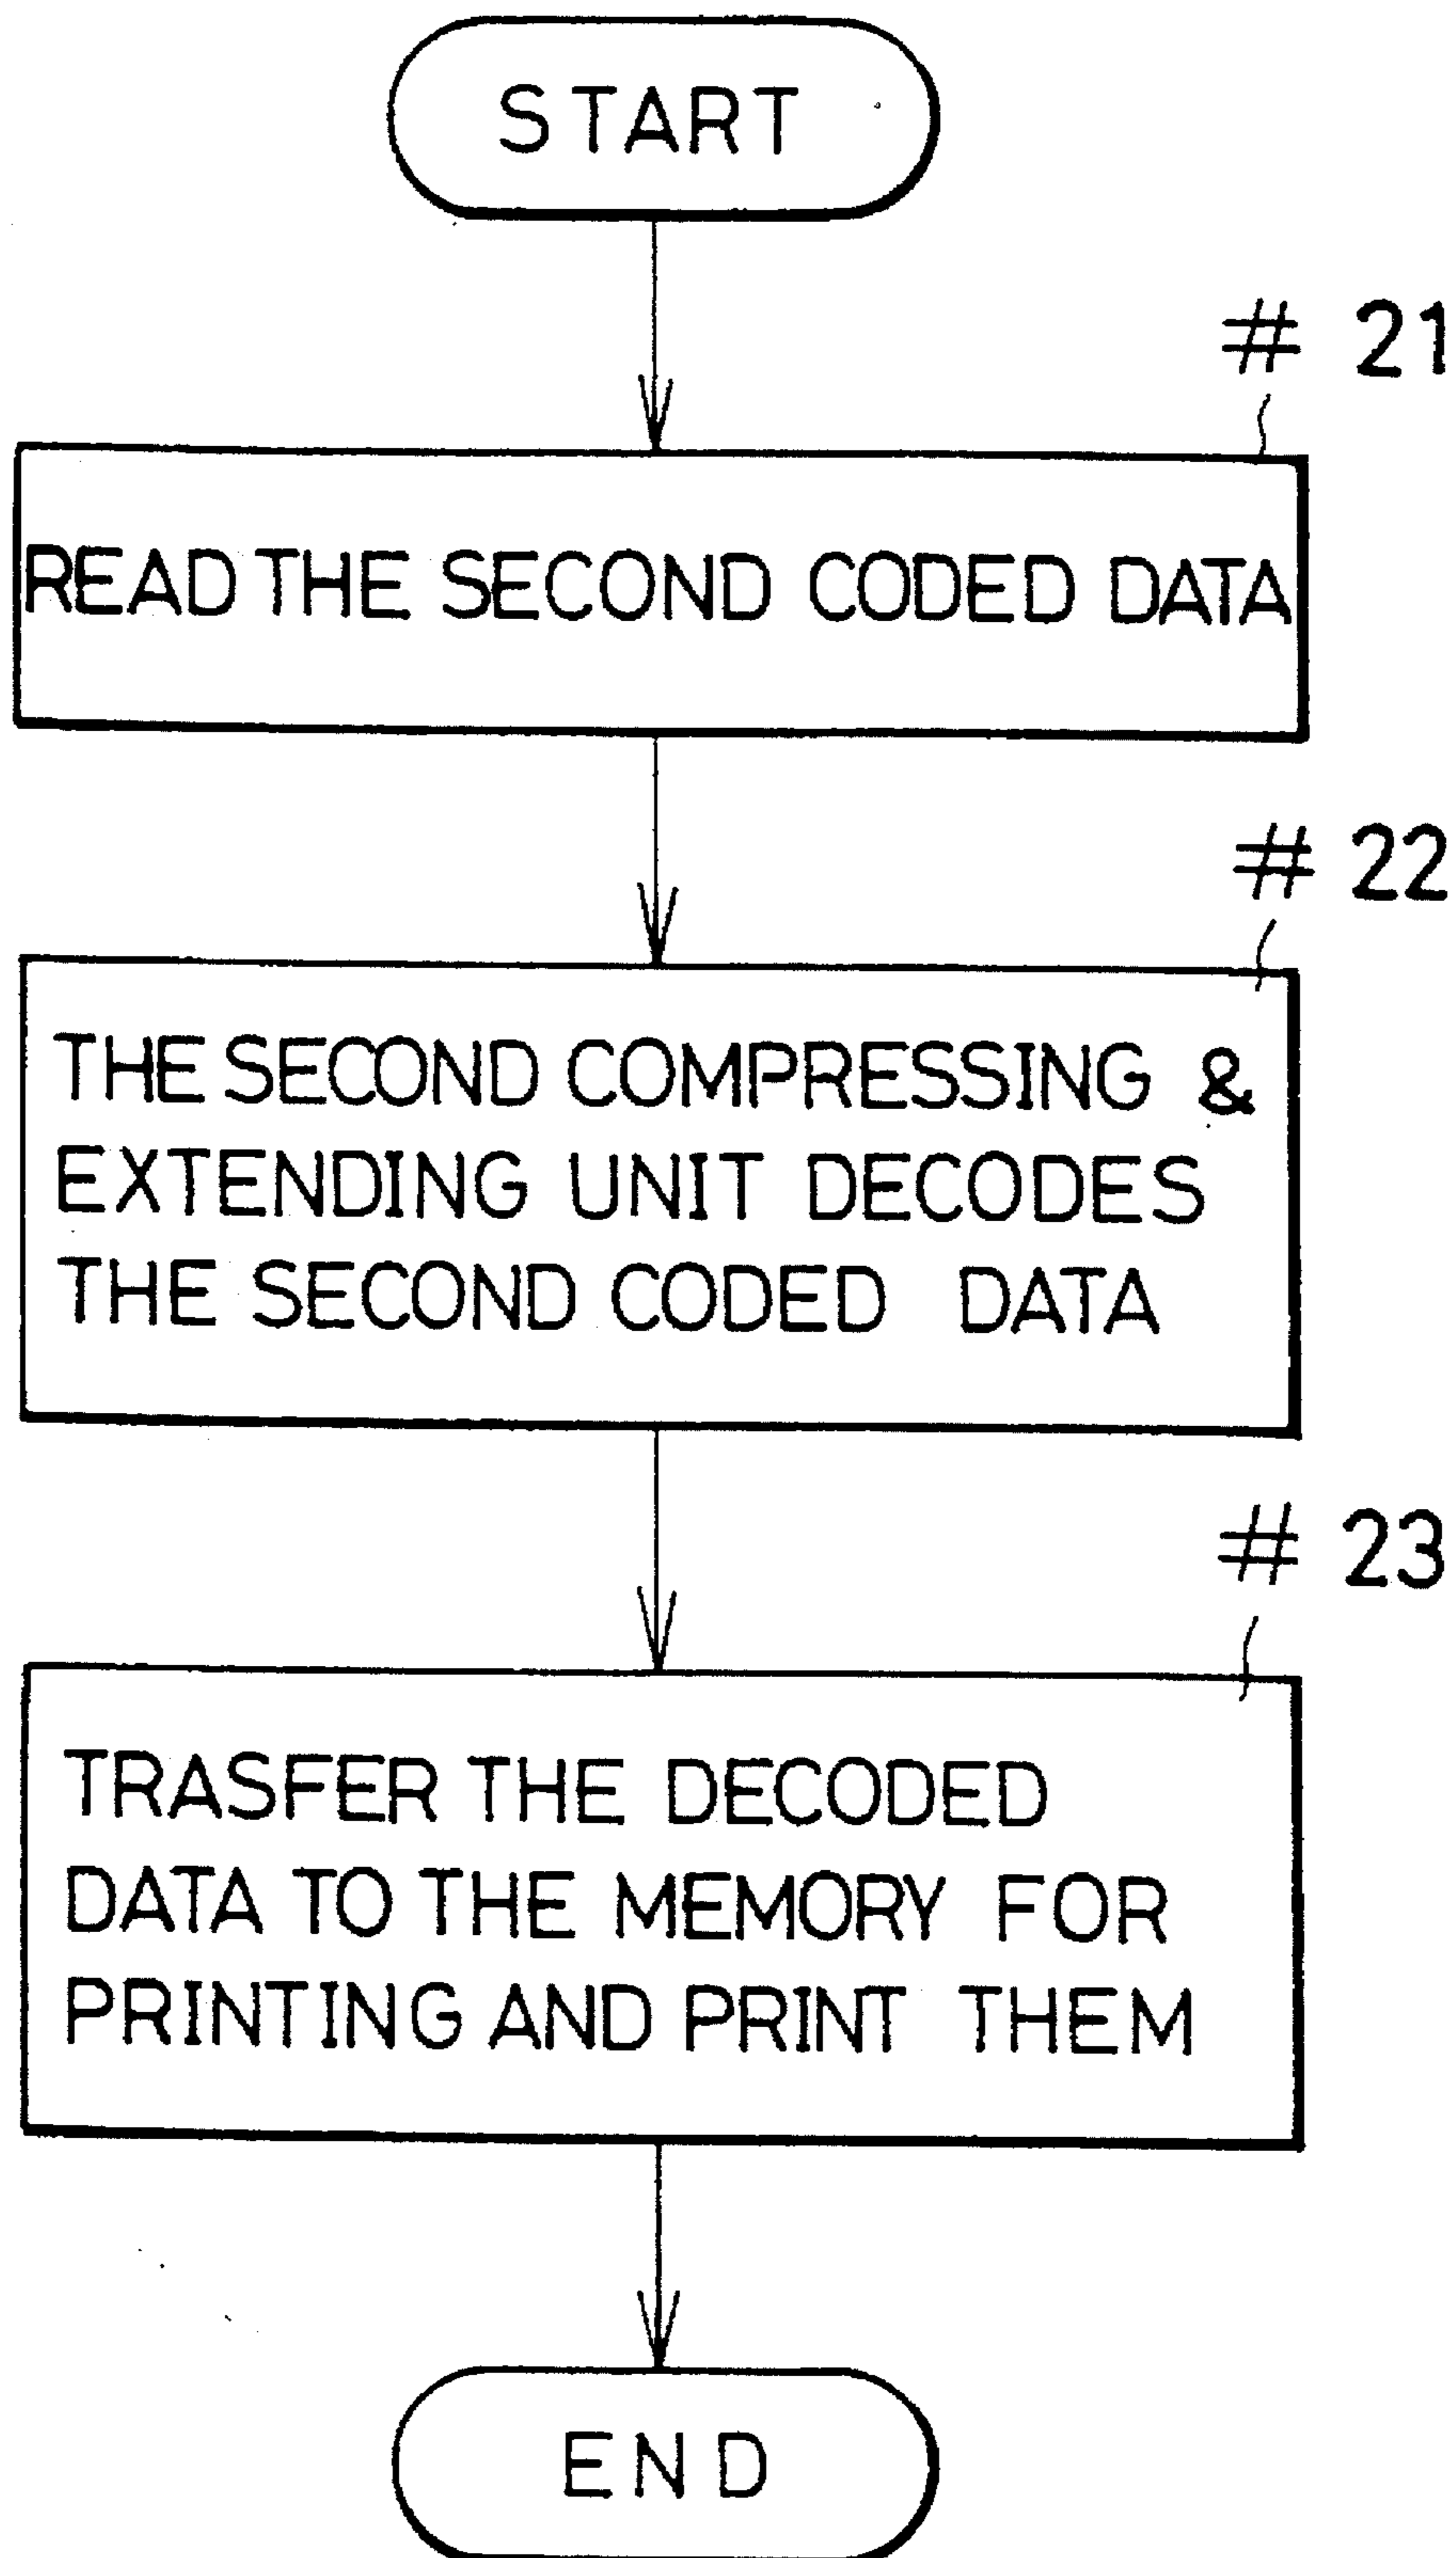 START
# 21
READ THE SECOND CODED DATA
# 22
THE SECOND COMPRESSING &
EXTENDING UNIT DECODES
THE SECOND CODED DATA
# 23
TRASFER THE DECODED
DATA TO THE MEMORY FOR
PRINTING AND PRINT THEM
END